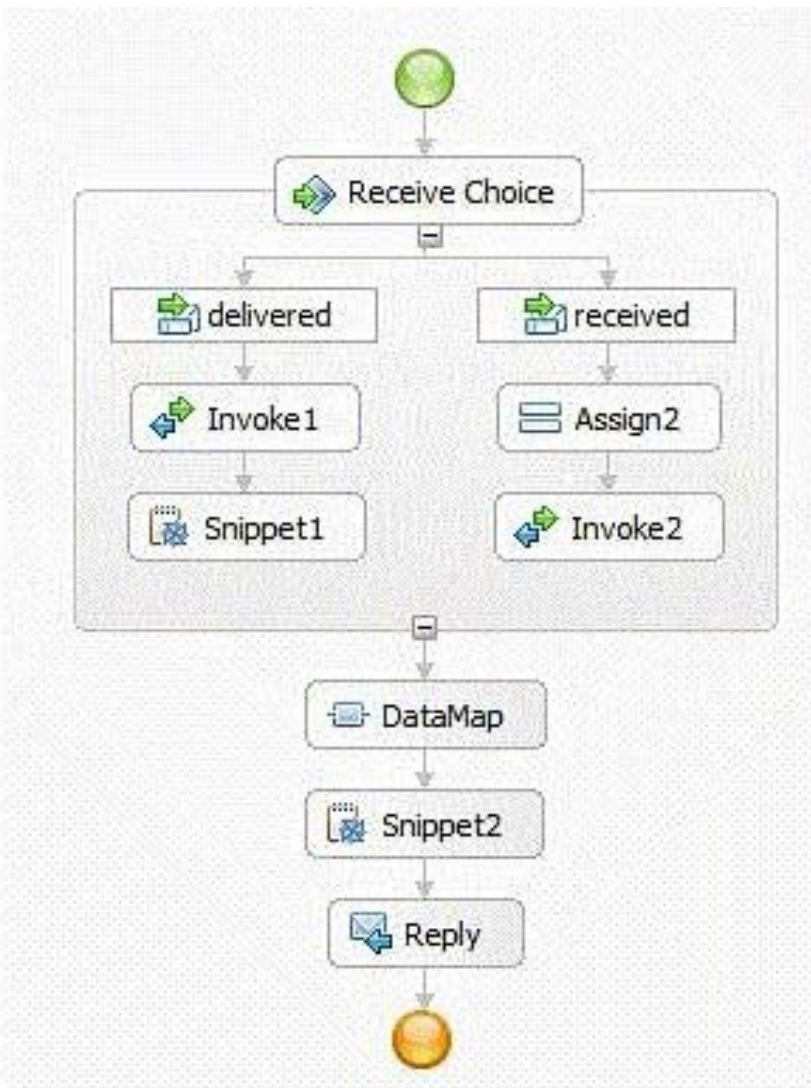 Receive Choice
delivered
received
Invoke1
Assign2
Snippet1
Invoke2
DataMap
Snippet2
Reply